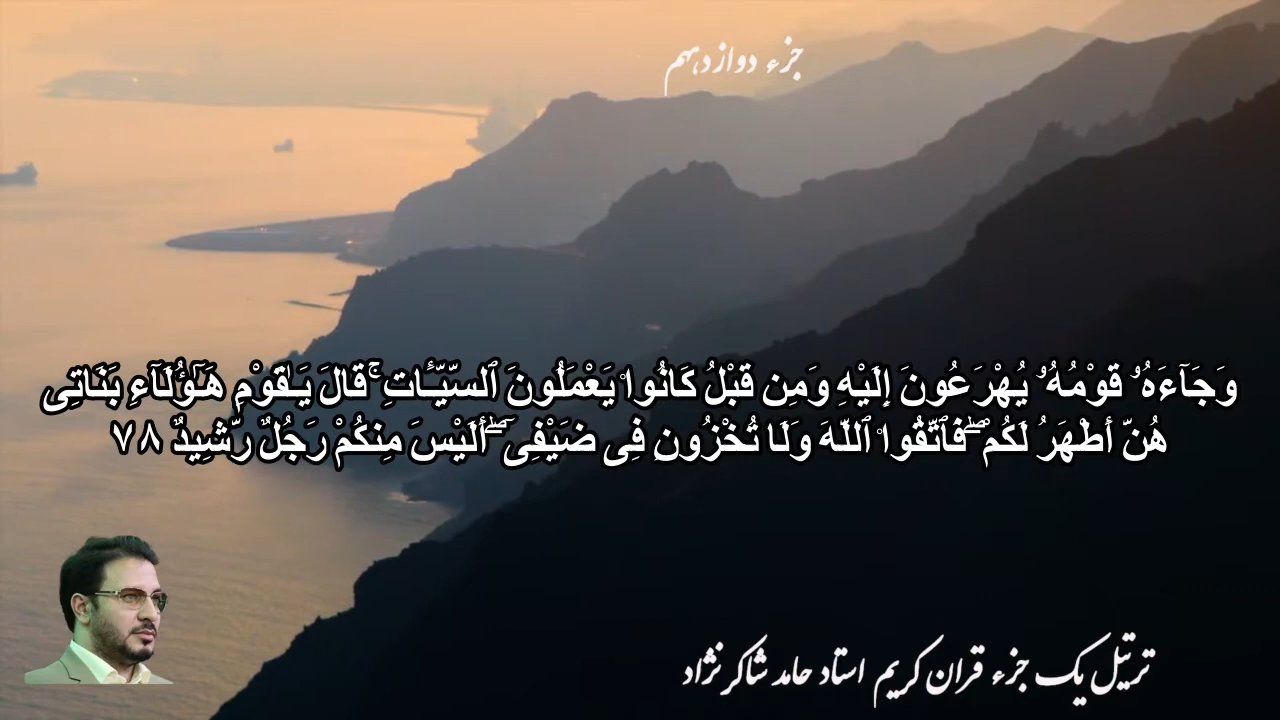 جزء دوازدهم
وَجَآءَهُۥ قَوْمُهُۥ يُهْرَعُونَ إِلَيْهِ وَمِن قَبْلُ كَانُوا۟ يَعْمَلُونَ ٱلسَّيِّـَٔاتِ ۚ قَالَ يَـٰقَوْمِ هَـٰٓؤُلَآءِ بَنَاتِى
هُنَّ أَطْهَرُ لَكُمْ ۖ فَٱتَّقُوا۟ ٱللَّهَ وَلَا تُخْزُونِ فِى ضَيْفِىٓ ۖ أَلَيْسَ مِنكُمْ رَجُلٌ رَّشِيدٌ ٧٨
ترتیل یک جزء قران کریم استاد حامد شاکرنژاد